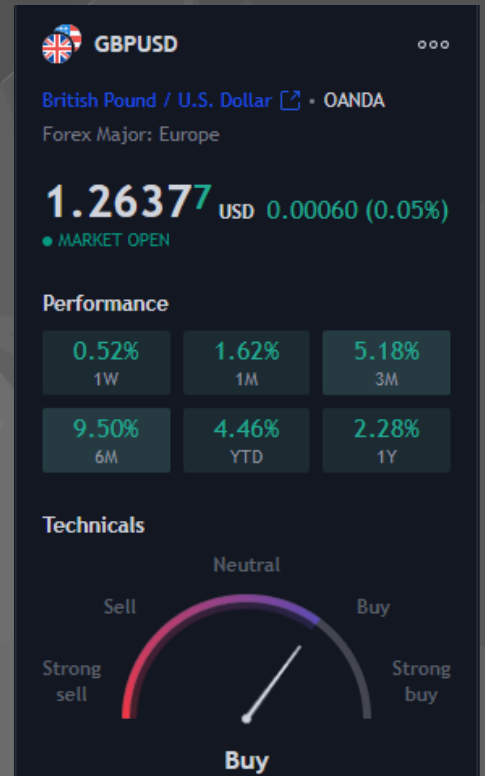 GBPUSD
British Pound / U.S. Dollar • OANDA
Forex Major: Europe
1.26377 USD 0.00060 (0.05%)
• MARKET OPEN
Performance
0.52% 1.62% 5.18%
1W 1M 3M
9.50% 4.46% 2.28%
6M YTD 1Y
Technicals
Neutral
Sell Buy
Strong sell Strong buy
Buy